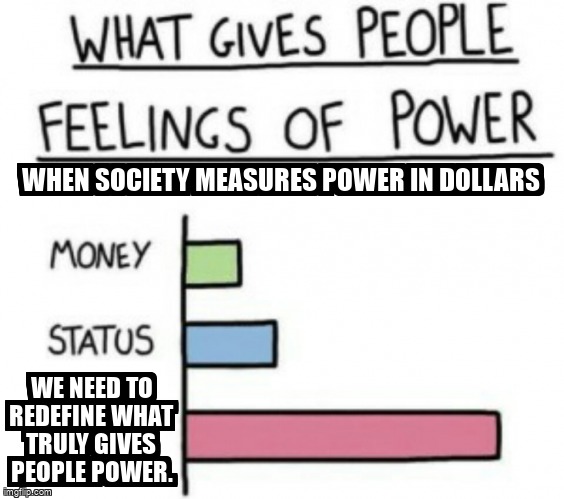 WHAT GIVES PEOPLE
FEELINGS OF POWER
WHEN SOCIETY MEASURES POWER IN DOLLARS
MONEY
STATUS
WE NEED TO
REDEFINE WHAT
TRULY GIVES
PEOPLE POWER.
imgflip.com